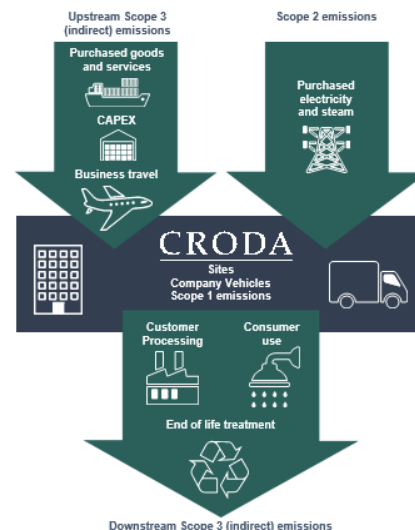 Upstream Scope 3
(indirect) emissions
Scope 2 emissions
Purchased goods
and services
CAPEX
Business travel
Purchased
electricity
and steam
CRODA
Sites
Company Vehicles
Scope 1 emissions
Customer
Processing
Consumer
use
End of life treatment
Downstream Scope 3 (indirect) emissions